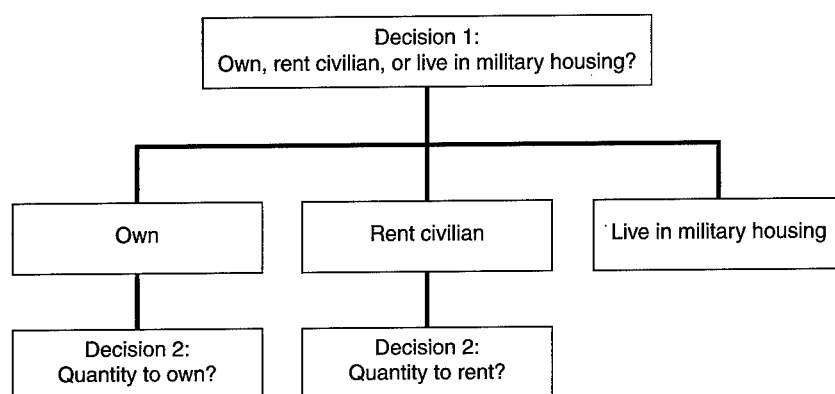 Decision 1:
Own, rent civilian, or live in military housing?
Own
Rent civilian
Live in military housing
Decision 2:
Quantity to own?
Decision 2:
Quantity to rent?